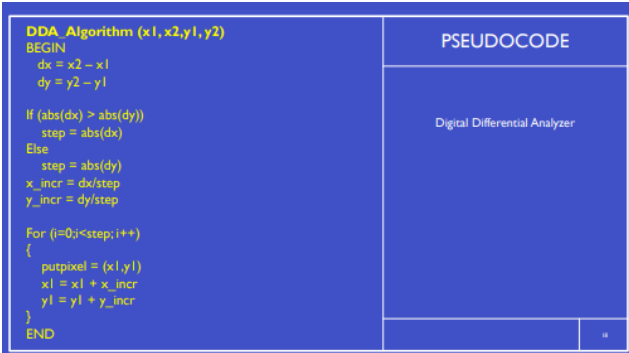 DDA_Algorithm (x1, x2,y1, y2)
BEGIN
dx = x2 – x1
dy = y2 – y1
If (abs(dx) > abs(dy))
step = abs(dx)
Else
step = abs(dy)
x_incr = dx/step
y_incr = dy/step
For (i=0;i<step; i++)
{
putpixel = (x1,y1)
x1 = x1 + x_incr
y1 = y1 + y_incr
}
END
PSEUDOCODE
Digital Differential Analyzer